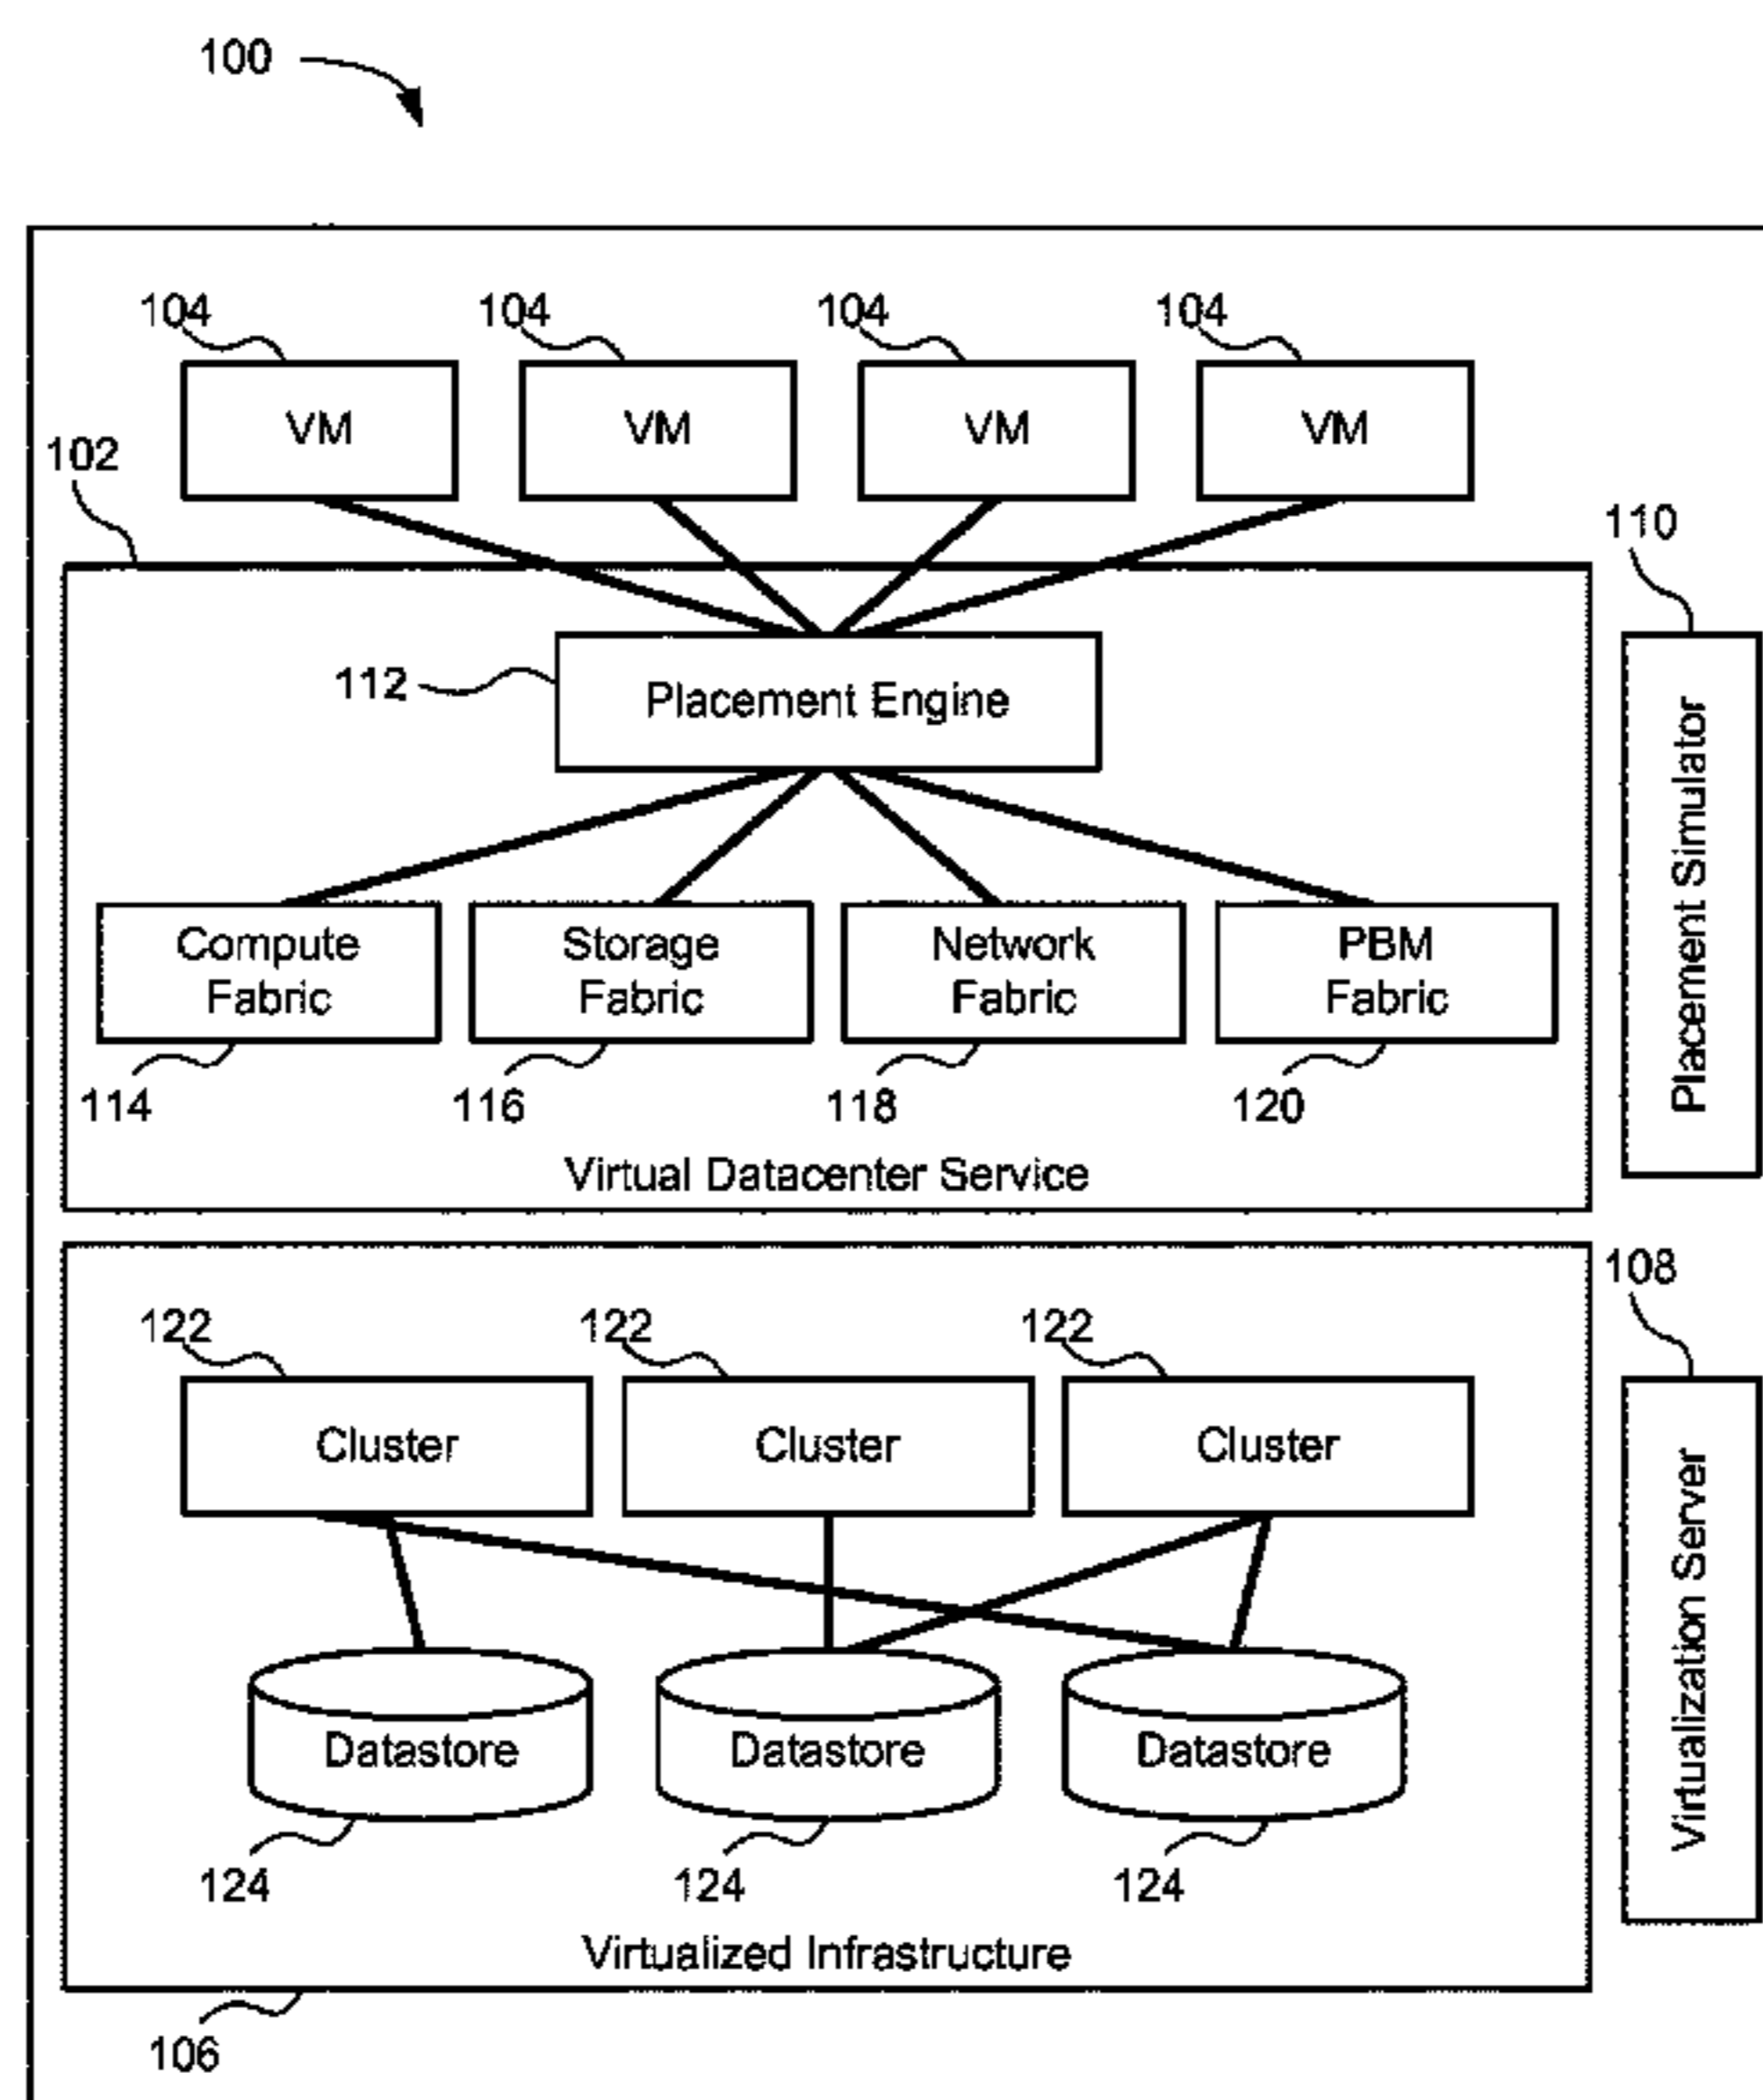 100
104
104
104
104
VM
VM
VM
VM
102
110
112
Placement Engine
Placement Simulator
Compute
Fabric
Storage
Fabric
Network
Fabric
PBM
Fabric
114
116
118
120
Virtual Datacenter Service
108
122
122
122
Cluster
Cluster
Cluster
Virtualization Server
Datastore
Datastore
Datastore
124
124
124
Virtualized Infrastructure
106